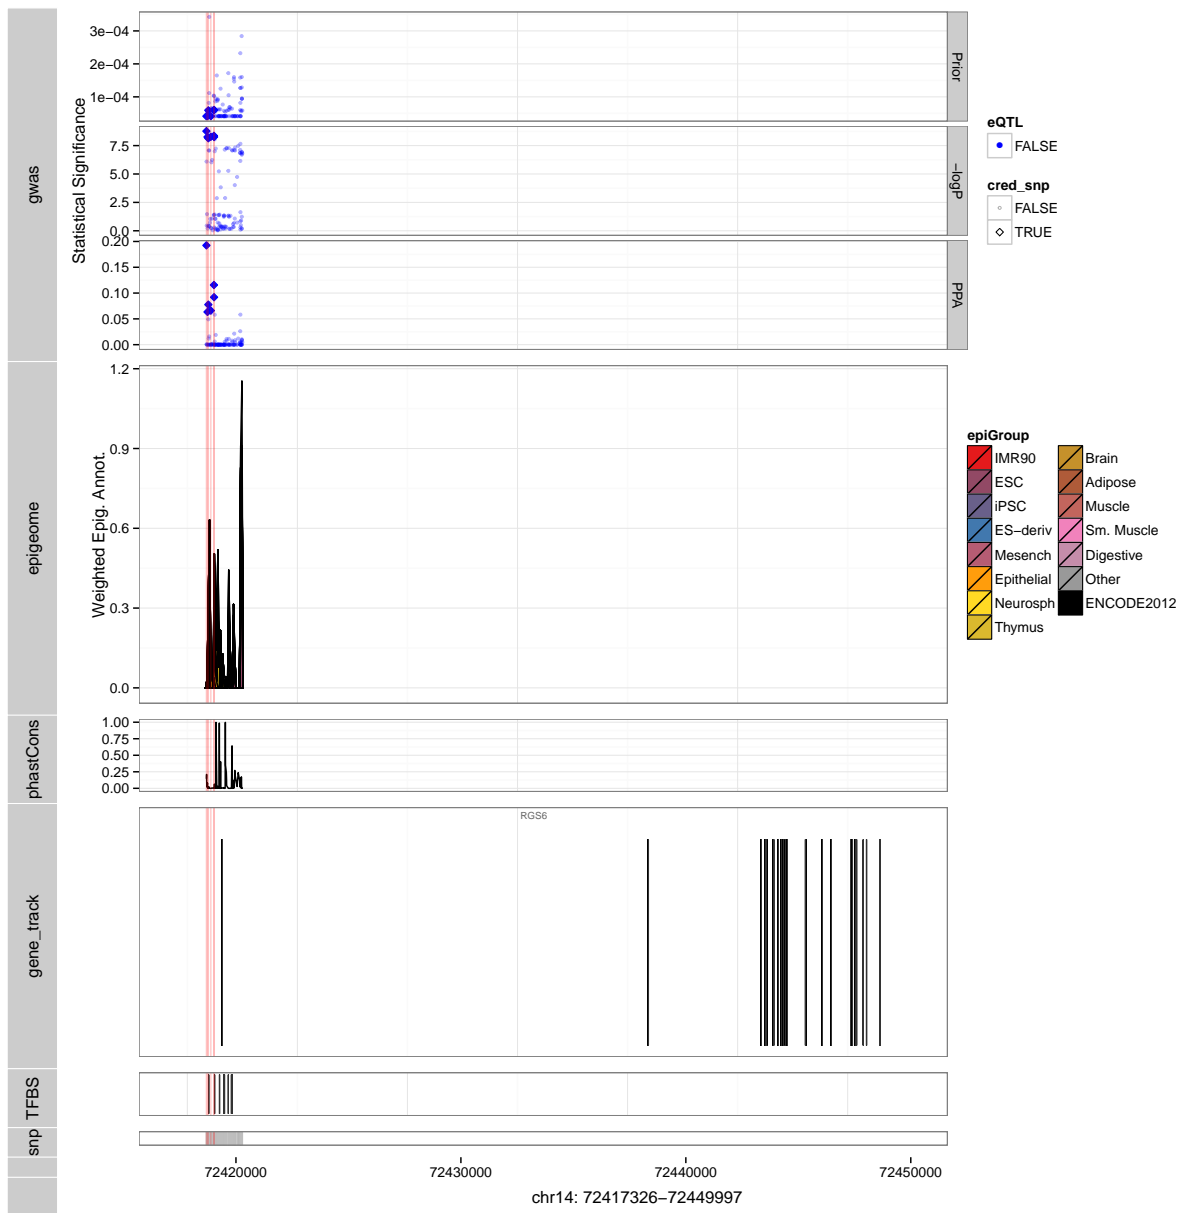 gwas
Statistical Significance
3e−04
2e−04
1e−04
Prior
7.5
5.0
2.5
0.0
−logP
0.20
0.15
0.10
0.05
0.00
PPA
eQTL
FALSE
cred_snp
FALSE
TRUE
epigeome
Weighted Epig. Annot.
1.2
0.9
0.6
0.3
0.0
epiGroup
IMR90
ESC
iPSC
ES−deriv
Mesench
Epithelial
Neurosph
Thymus
Brain
Adipose
Muscle
Sm. Muscle
Digestive
Other
ENCODE2012
phastCons
1.00
0.75
0.50
0.25
0.00
gene_track
RGS6
TFBS
snp
72420000 72430000 72440000 72450000
chr14: 72417326−72449997